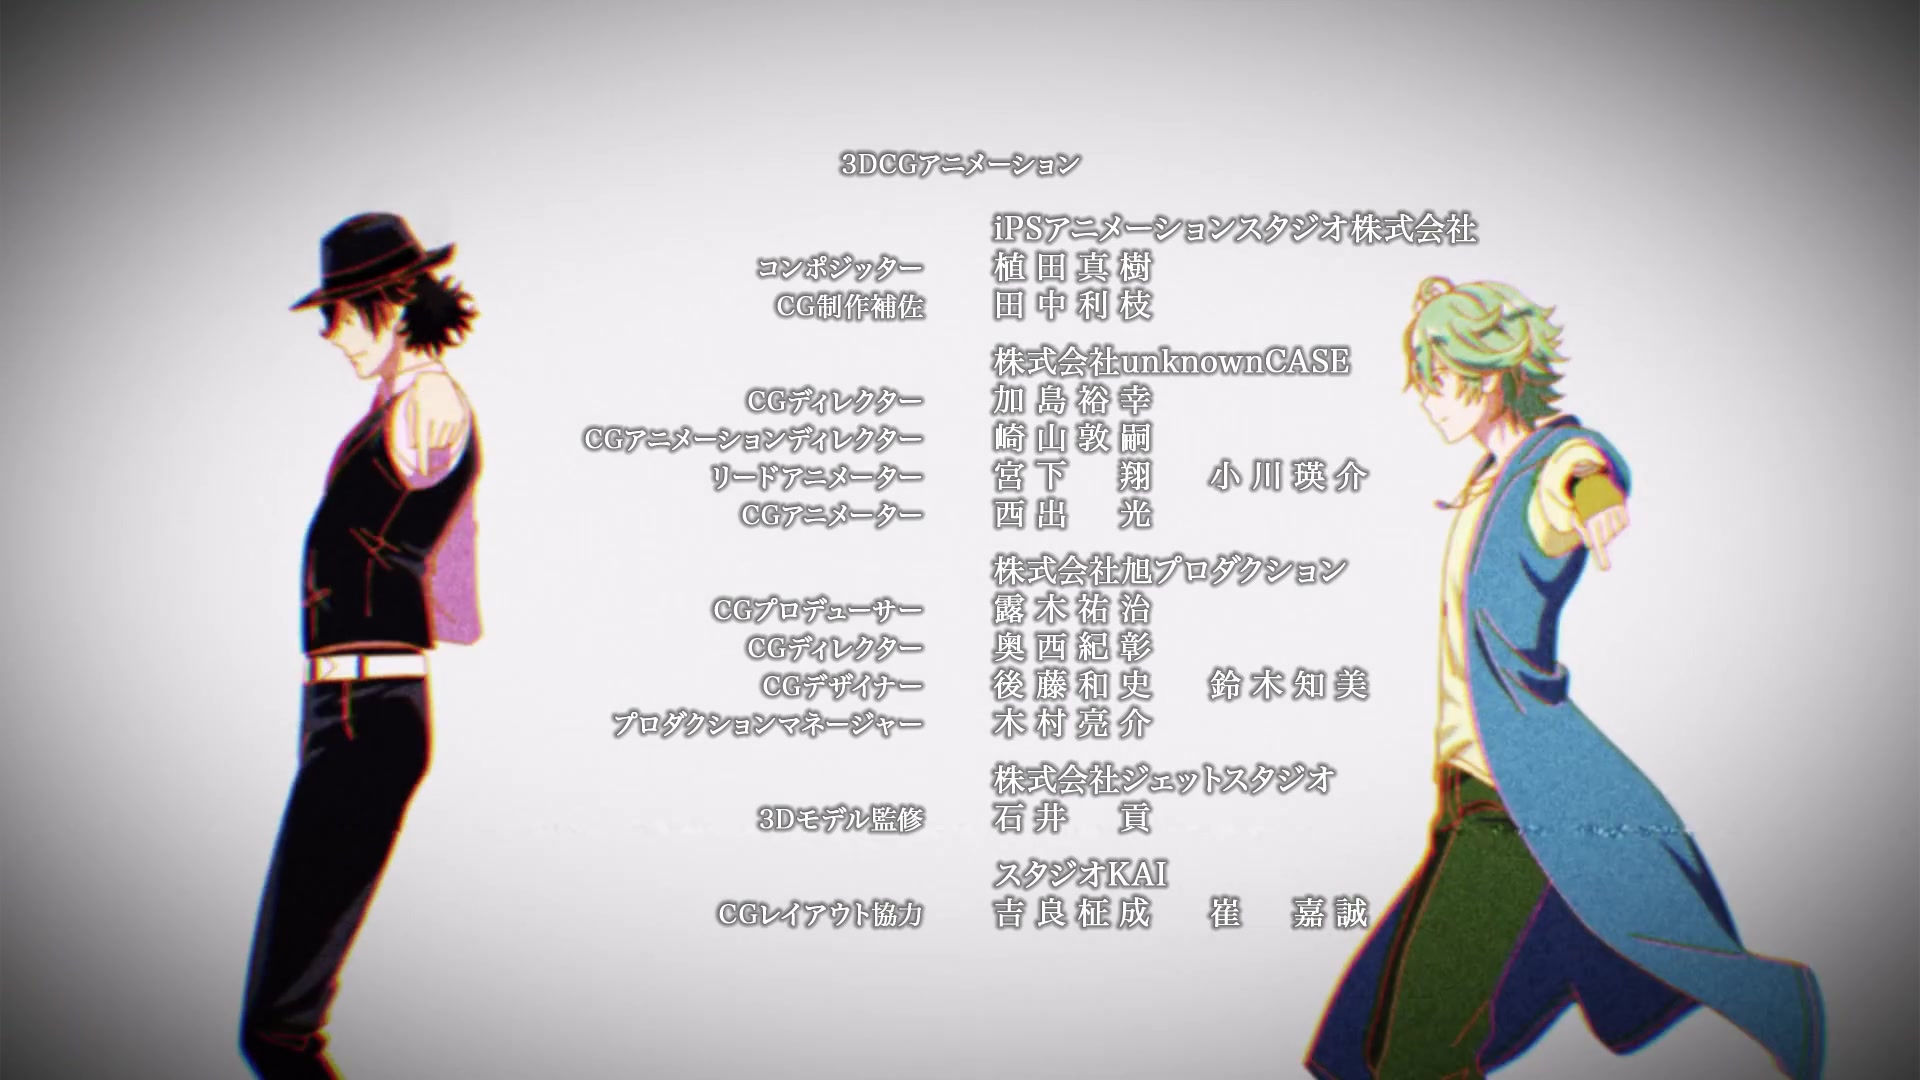 3DCGアニメーション
iPSアニメーションスタジオ株式会社
コンポジッター 植田真樹
CG制作補佐 田中利枝
株式会社unknownCASE
CGディレクター 加島裕幸
CGアニメーションディレクター 崎山敦嗣
リードアニメーター 宮下 翔 小川瑛介
CGアニメーター 西出 光
株式会社旭プロダクション
CGプロデューサー 露木祐治
CGディレクター 奥西紀彰
CGデザイナー 後藤和史 鈴木知美
プロダクションマネージャー 木村亮介
株式会社ジェットスタジオ
3Dモデル監修 石井 貢
スタジオKAI
CGレイアウト協力 吉良柾成 崔 嘉誠